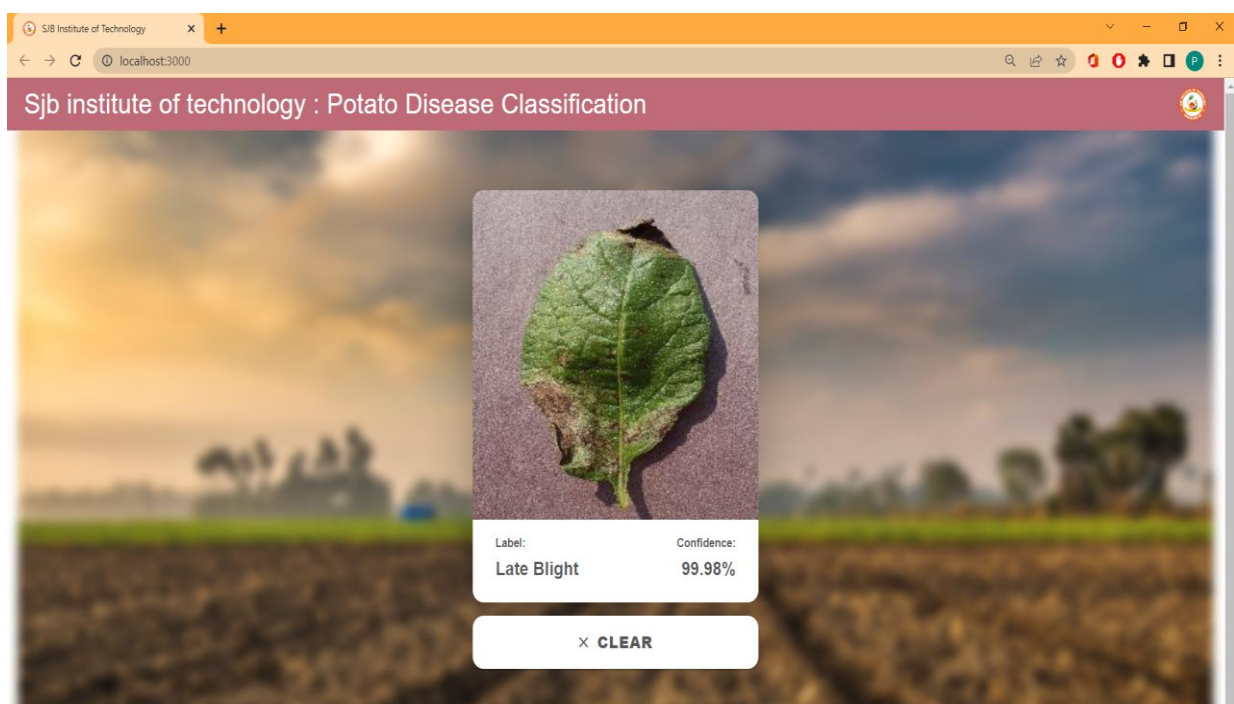 SJB Institute of Technology
localhost:3000
P
Sjb institute of technology : Potato Disease Classification
Label: Confidence:
Late Blight 99.98%
× CLEAR